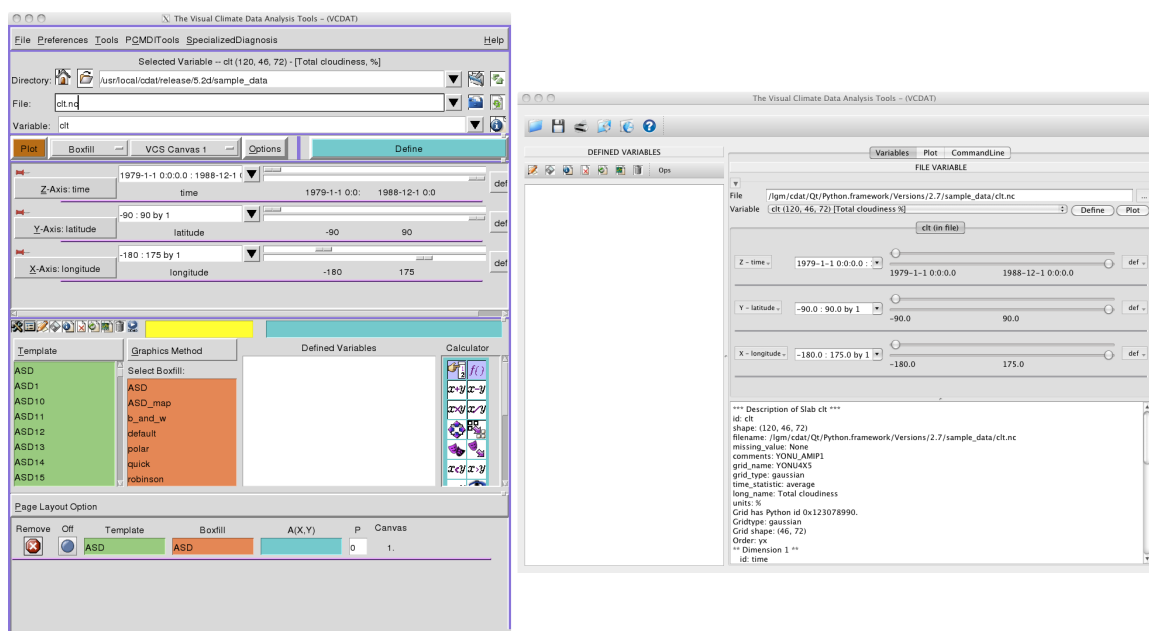 The Visual Climate Data Analysis Tools – (VCDAT)
File Preferences Tools PCMDITools SpecializedDiagnosis Help
Selected Variable -- clt (120, 46, 72) - [Total cloudiness, %]
Directory: /usr/local/cdat/release/5.2d/sample_data
File: clt.nc
Variable: clt
Plot Boxfill VCS Canvas 1 Options Define
1979-1-1 0:0:0.0 : 1988-12-1 0
Z-Axis: time time 1979-1-1 0:0: 1988-12-1 0:0 def
-90 : 90 by 1
Y-Axis: latitude latitude -90 90 def
-180 : 175 by 1
X-Axis: longitude longitude -180 175 def
Template Graphics Method Defined Variables Calculator
ASD Select Boxfill:
ASD1 ASD
ASD10 ASD_map
ASD11 b_and_w
ASD12 default
ASD13 polar
ASD14 quick
ASD15 robinson
2 f()
x+y x-y
x×y x/y
x<y x>y
Page Layout Option
Remove Off Template Boxfill A(X,Y) P Canvas
ASD ASD 0 1.
The Visual Climate Data Analysis Tools – (VCDAT)
DEFINED VARIABLES
Ops
Variables Plot CommandLine
FILE VARIABLE
File /lgm/cdat/Qt/Python.framework/Versions/2.7/sample_data/clt.nc ...
Variable clt (120, 46, 72) [Total cloudiness %] Define Plot
clt (in file)
Z – time 1979-1-1 0:0:0.0 : def
1979-1-1 0:0:0.0 1988-12-1 0:0:0.0
Y – latitude -90.0 : 90.0 by 1 def
-90.0 90.0
X – longitude -180.0 : 175.0 by 1 def
-180.0 175.0
*** Description of Slab clt ***
id: clt
shape: (120, 46, 72)
filename: /lgm/cdat/Qt/Python.framework/Versions/2.7/sample_data/clt.nc
missing_value: None
comments: YONU_AMIP1
grid_name: YONU4X5
grid_type: gaussian
time_statistic: average
long_name: Total cloudiness
units: %
Grid has Python id 0x123078990.
Gridtype: gaussian
Grid shape: (46, 72)
Order: yx
** Dimension 1 **
id: time